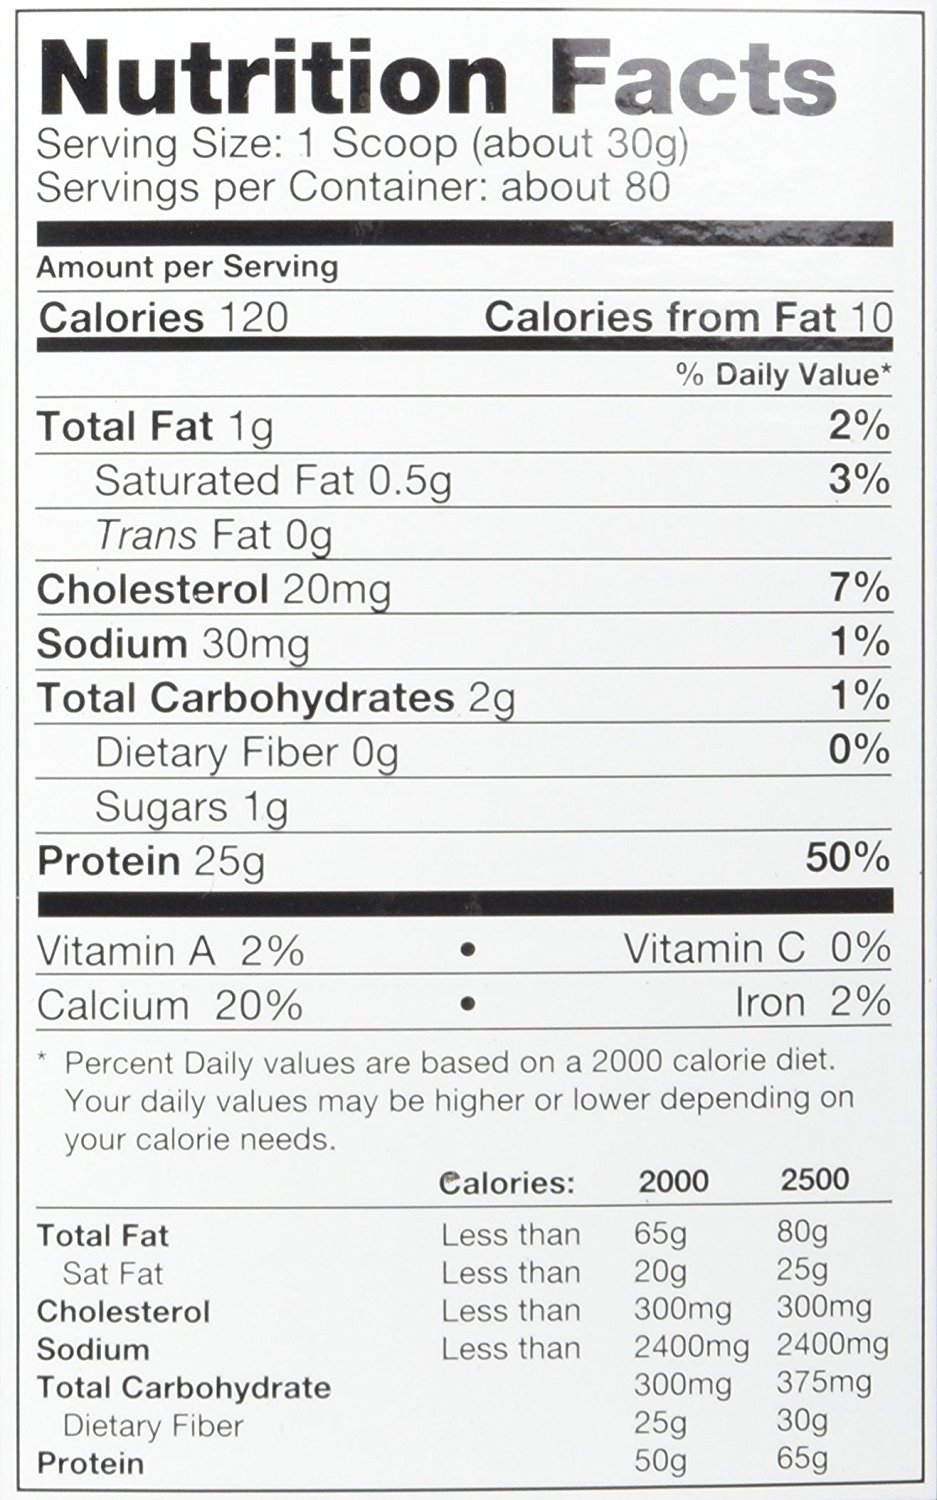 Nutrition Facts
Serving Size: 1 Scoop (about 30g)
Servings per Container: about 80
Amount per Serving
Calories 120 Calories from Fat 10
% Daily Value*
Total Fat 1g 2%
Saturated Fat 0.5g 3%
Trans Fat 0g
Cholesterol 20mg 7%
Sodium 30mg 1%
Total Carbohydrates 2g 1%
Dietary Fiber 0g 0%
Sugars 1g
Protein 25g 50%
Vitamin A 2% • Vitamin C 0%
Calcium 20% • Iron 2%
* Percent Daily values are based on a 2000 calorie diet.
Your daily values may be higher or lower depending on
your calorie needs.
Calories: 2000 2500
Total Fat Less than 65g 80g
Sat Fat Less than 20g 25g
Cholesterol Less than 300mg 300mg
Sodium Less than 2400mg 2400mg
Total Carbohydrate 300mg 375mg
Dietary Fiber 25g 30g
Protein 50g 65g